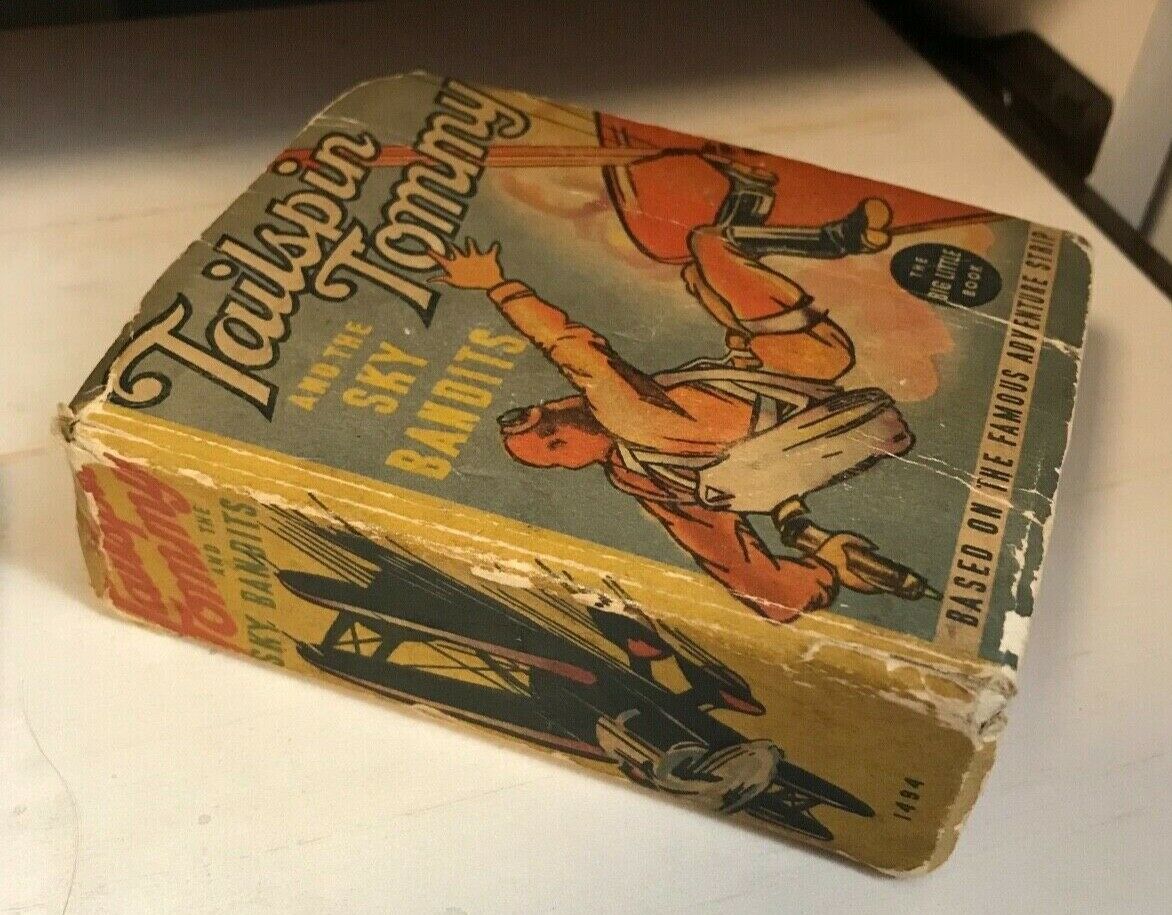 Tailspin
Tommy
AND THE
SKY
BANDITS
THE
BIG LITTLE
BOOK
BASED ON THE FAMOUS ADVENTURE STRIP
Tailspin
Tommy
AND THE
SKY BANDITS
1494